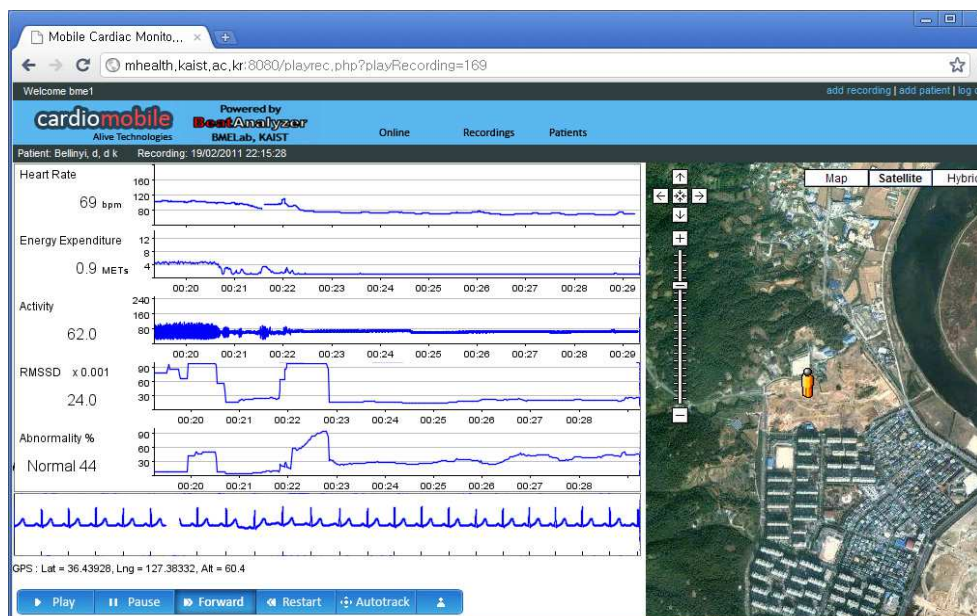 Mobile Cardiac Monito...
mhealth.kaist.ac.kr:8080/playrec.php?playRecording=169
Welcome bme1
add recording | add patient | log
cardiomobile
Alive Technologies
Powered by
BeatAnalyzer
BMELab, KAIST
Online Recordings Patients
Patient: Bellinyi, d, d k Recording: 19/02/2011 22:15:28
Heart Rate
69 bpm
160
120
80
Energy Expenditure
0.9 METs
12
8
4
00:20 00:21 00:22 00:23 00:24 00:25 00:26 00:27 00:28 00:29
Activity
62.0
240
160
80
00:20 00:21 00:22 00:23 00:24 00:25 00:26 00:27 00:28 00:29
RMSSD x 0.001
24.0
90
60
30
00:20 00:21 00:22 00:23 00:24 00:25 00:26 00:27 00:28
Abnormality %
Normal 44
90
60
30
00:20 00:21 00:22 00:23 00:24 00:25 00:26 00:27 00:28
GPS : Lat = 36.43928, Lng = 127.38332, Alt = 60.4
Play Pause Forward Restart Autotrack
Map Satellite Hybrid